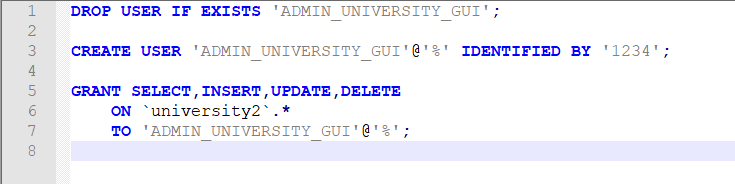 1 DROP USER IF EXISTS 'ADMIN_UNIVERSITY_GUI';
2
3 CREATE USER 'ADMIN_UNIVERSITY_GUI'@'%' IDENTIFIED BY '1234';
4
5 GRANT SELECT,INSERT,UPDATE,DELETE
6     ON `university2`.*
7     TO 'ADMIN_UNIVERSITY_GUI'@'%';
8